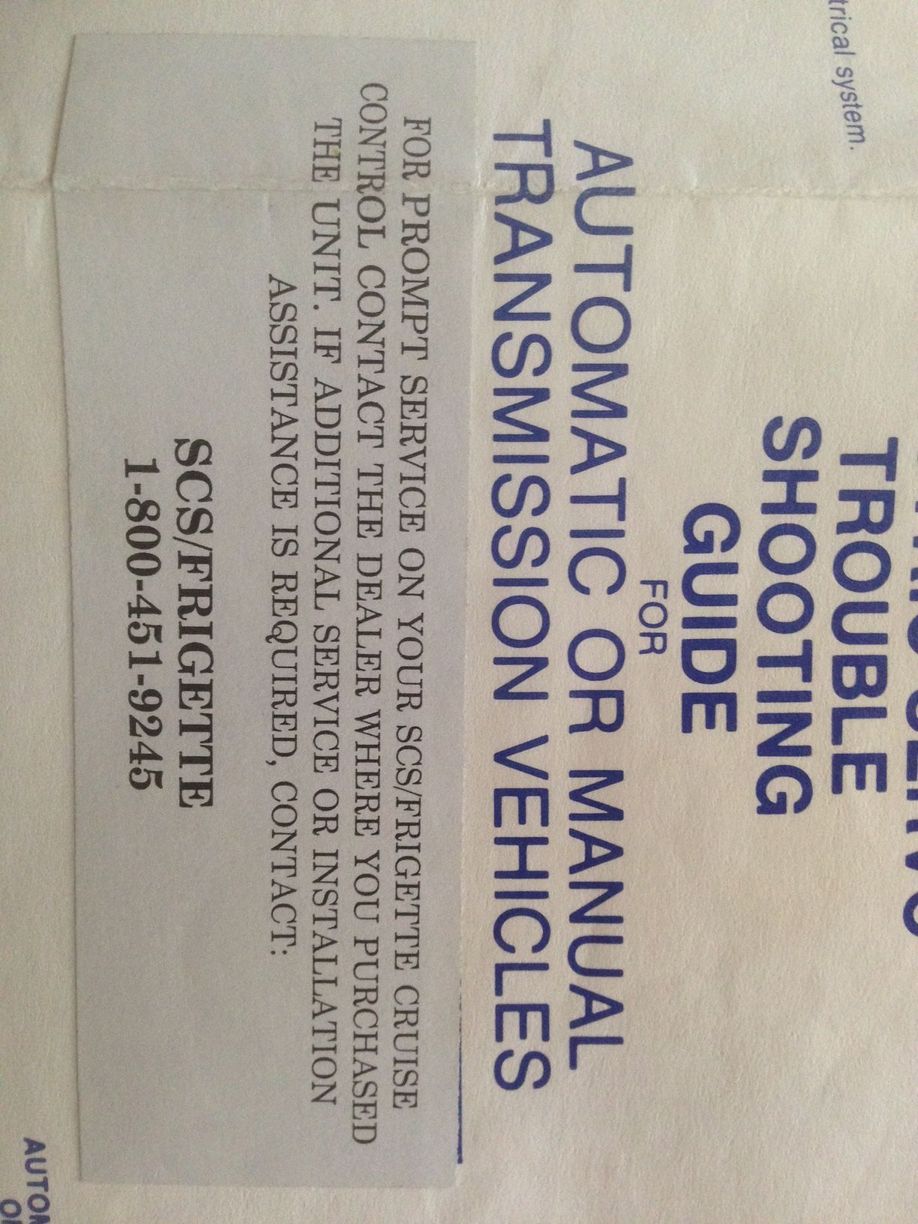 trical system.
TROUBLE
SHOOTING
GUIDE
FOR
AUTOMATIC OR MANUAL
TRANSMISSION VEHICLES
FOR PROMPT SERVICE ON YOUR SCS/FRIGETTE CRUISE
CONTROL CONTACT THE DEALER WHERE YOU PURCHASED
THE UNIT. IF ADDITIONAL SERVICE OR INSTALLATION
ASSISTANCE IS REQUIRED, CONTACT:
SCS/FRIGETTE
1-800-451-9245